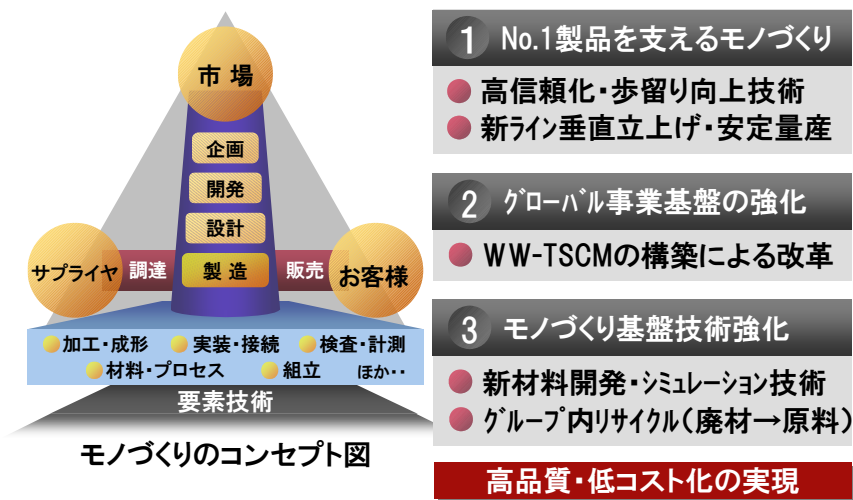 市場
企画
開発
設計
サプライヤ 調達 製造 販売 お客様
加工・成形 実装・接続 検査・計測
材料・プロセス 組立 ほか・・
要素技術
モノづくりのコンセプト図
1 No.1製品を支えるモノづくり
高信頼化・歩留り向上技術
新ﾗｲﾝ垂直立上げ・安定量産
2 ｸﾞﾛｰﾊﾞﾙ事業基盤の強化
WW-TSCMの構築による改革
3 モノづくり基盤技術強化
新材料開発・ｼﾐｭﾚｰｼｮﾝ技術
ｸﾞﾙｰﾌﾟ内ﾘｻｲｸﾙ(廃材→原料)
高品質・低コスト化の実現